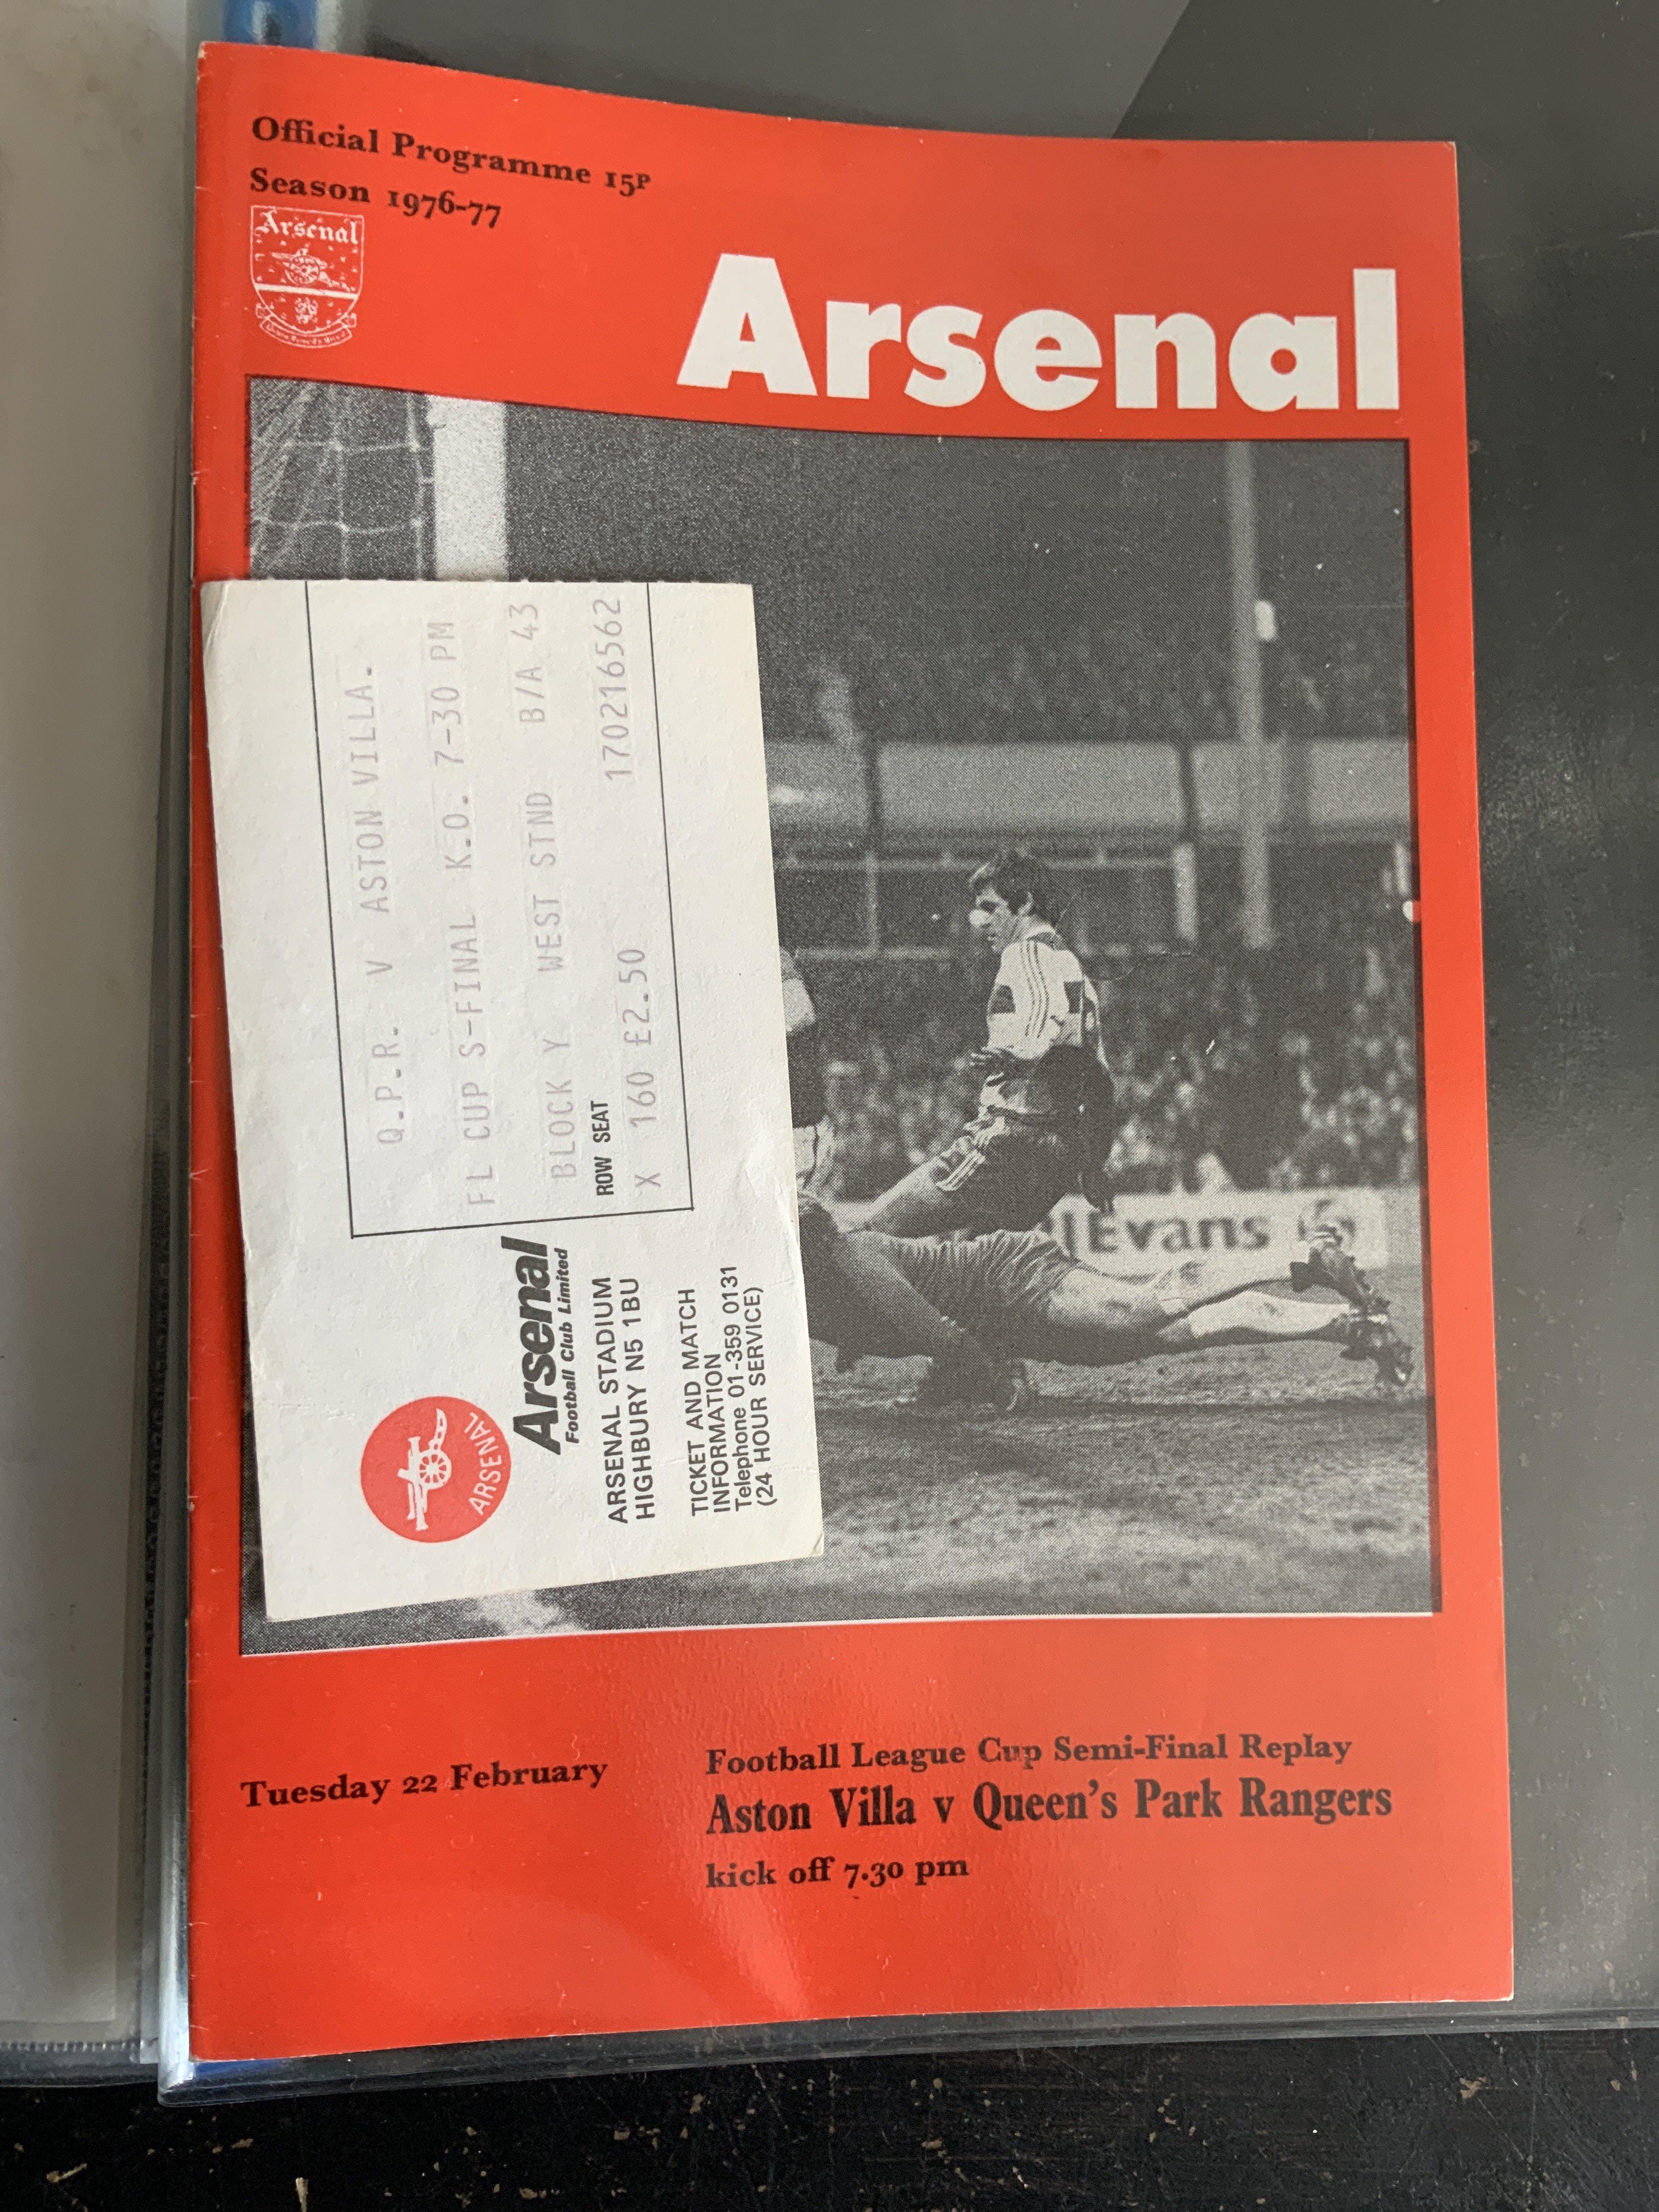 Official Programme 15P
Season 1976-77
Arsenal
Arsenal
Q.P.R. V ASTON VILLA.
FL CUP S-FINAL K.O. 7-30 PM
BLOCK Y WEST STND B/A 43
ROW SEAT
X 160 £2.50 170216562
ARSENAL
Arsenal
Football Club Limited
ARSENAL STADIUM
HIGHBURY N5 1BU
TICKET AND MATCH
INFORMATION
Telephone 01-359 0131
(24 HOUR SERVICE)
Evans
Tuesday 22 February
Football League Cup Semi-Final Replay
Aston Villa v Queen's Park Rangers
kick off 7.30 pm